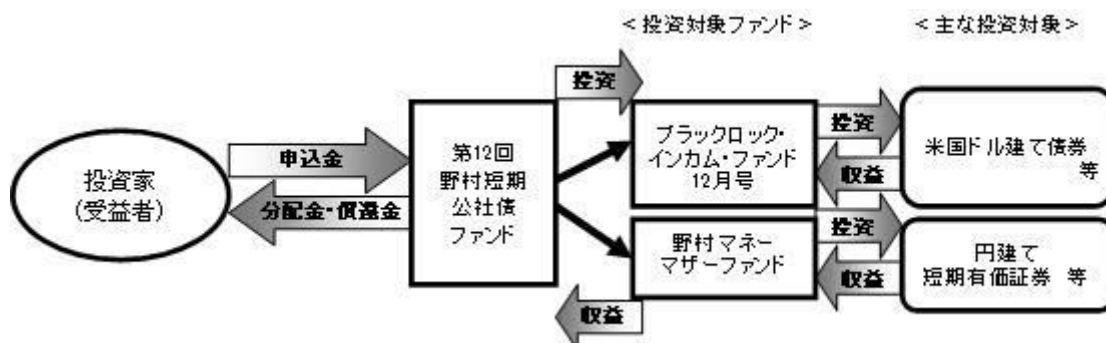 ＜投資対象ファンド＞
＜主な投資対象＞
投資
投資家
(受益者)
申込金
分配金・償還金
第12回
野村短期
公社債
ファンド
収益
ブラックロック・
インカム・ファンド
12月号
投資
収益
米国ドル建て債券
等
野村マネー
マザーファンド
投資
収益
円建て
短期有価証券　等